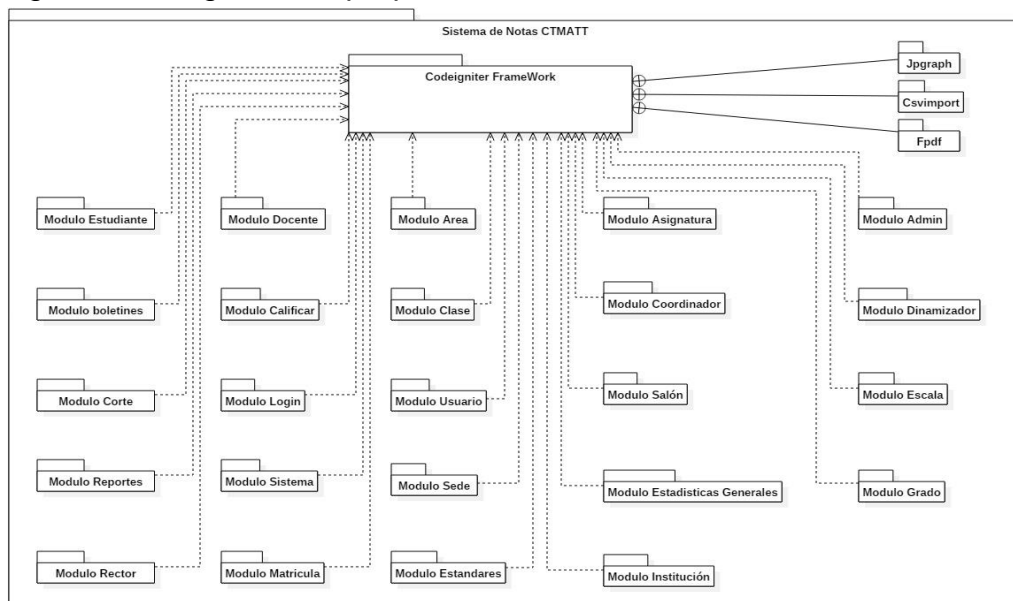 Sistema de Notas CTMATT
Codeigniter FrameWork
Jpgraph
Csvimport
Fpdf
Modulo Estudiante
Modulo Docente
Modulo Area
Modulo Asignatura
Modulo Admin
Modulo boletines
Modulo Calificar
Modulo Clase
Modulo Coordinador
Modulo Dinamizador
Modulo Corte
Modulo Login
Modulo Usuario
Modulo Salón
Modulo Escala
Modulo Reportes
Modulo Sistema
Modulo Sede
Modulo Estadisticas Generales
Modulo Grado
Modulo Rector
Modulo Matricula
Modulo Estandares
Modulo Institución